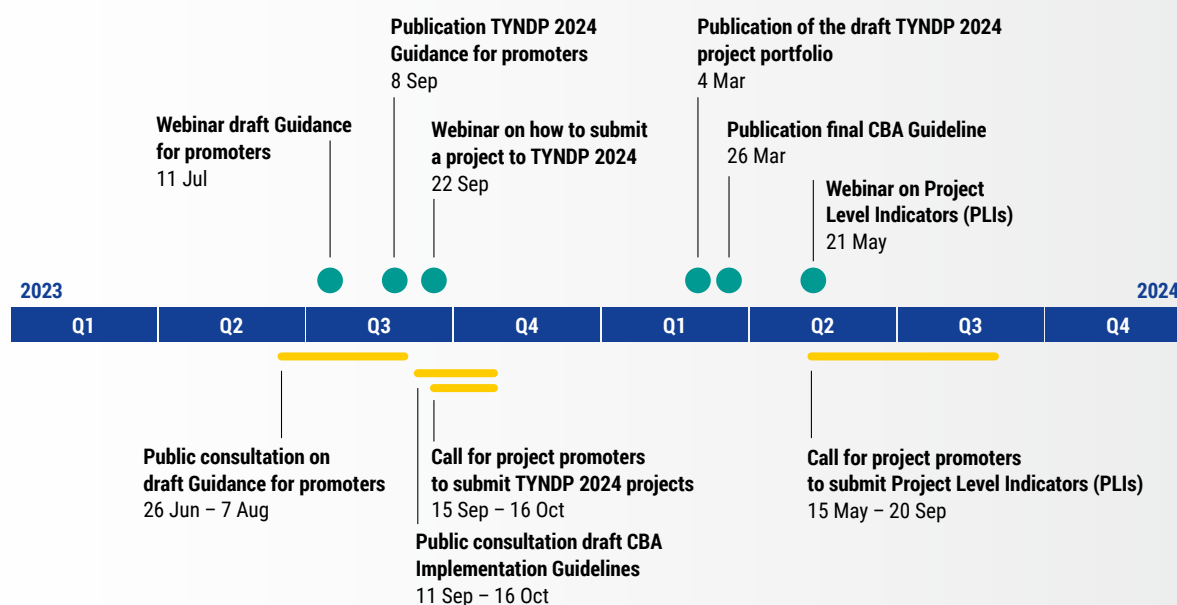 Publication TYNDP 2024
Guidance for promoters
8 Sep
Publication of the draft TYNDP 2024
project portfolio
4 Mar
Webinar draft Guidance
for promoters
11 Jul
Webinar on how to submit
a project to TYNDP 2024
22 Sep
Publication final CBA Guideline
26 Mar
Webinar on Project
Level Indicators (PLIs)
21 May
2023
2024
Q1
Q2
Q3
Q4
Q1
Q2
Q3
Q4
Public consultation on
draft Guidance for promoters
26 Jun – 7 Aug
Call for project promoters
to submit TYNDP 2024 projects
15 Sep – 16 Oct
Public consultation draft CBA
Implementation Guidelines
11 Sep – 16 Oct
Call for project promoters
to submit Project Level Indicators (PLIs)
15 May – 20 Sep